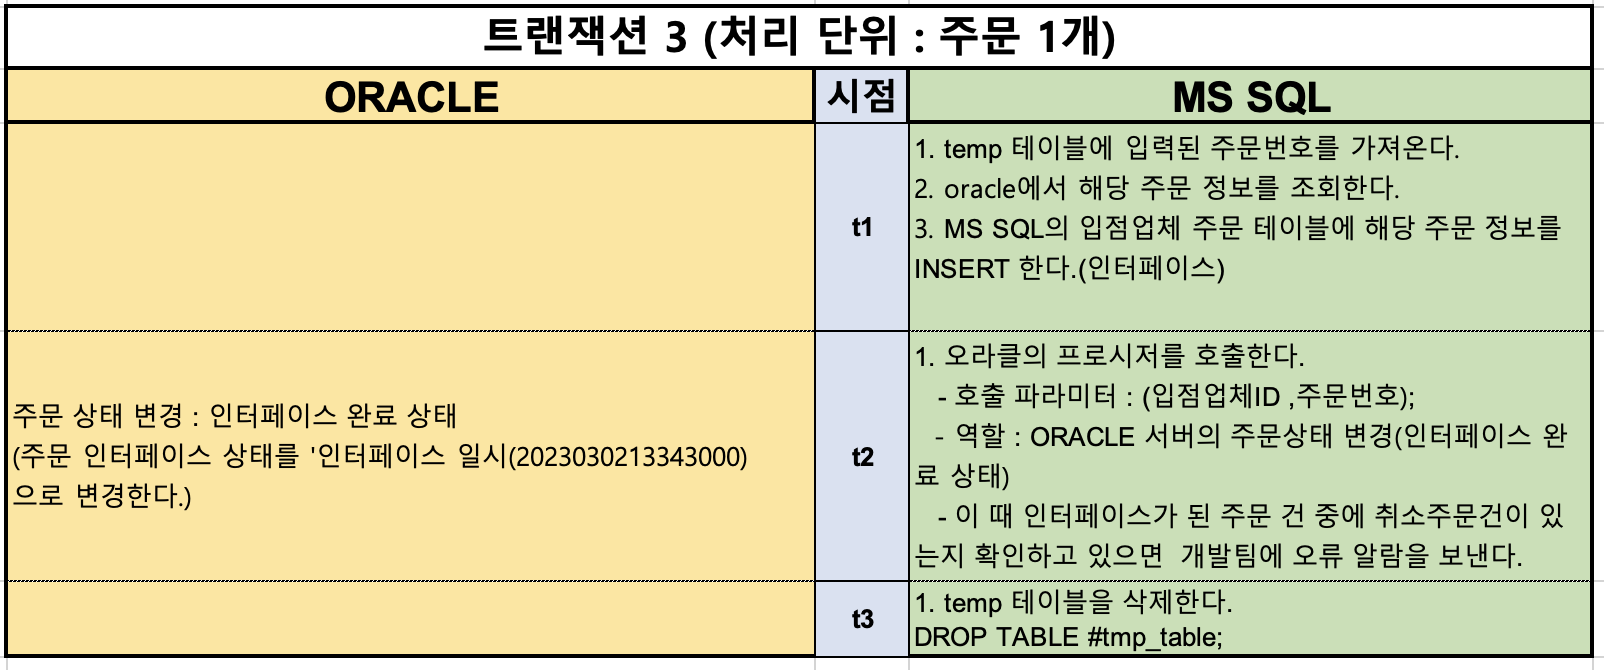 트랜잭션 3 (처리 단위 : 주문 1개)
ORACLE
시점
MS SQL
t1
1. temp 테이블에 입력된 주문번호를 가져온다.
2. oracle에서 해당 주문 정보를 조회한다.
3. MS SQL의 입점업체 주문 테이블에 해당 주문 정보를
INSERT 한다.(인터페이스)
주문 상태 변경 : 인터페이스 완료 상태
(주문 인터페이스 상태를 '인터페이스 일시(2023030213343000)
으로 변경한다.)
t2
1. 오라클의 프로시저를 호출한다.
- 호출 파라미터 : (입점업체ID ,주문번호);
- 역할 : ORACLE 서버의 주문상태 변경(인터페이스 완
료 상태)
- 이 때 인터페이스가 된 주문 건 중에 취소주문건이 있
는지 확인하고 있으면 개발팀에 오류 알람을 보낸다.
t3
1. temp 테이블을 삭제한다.
DROP TABLE #tmp_table;